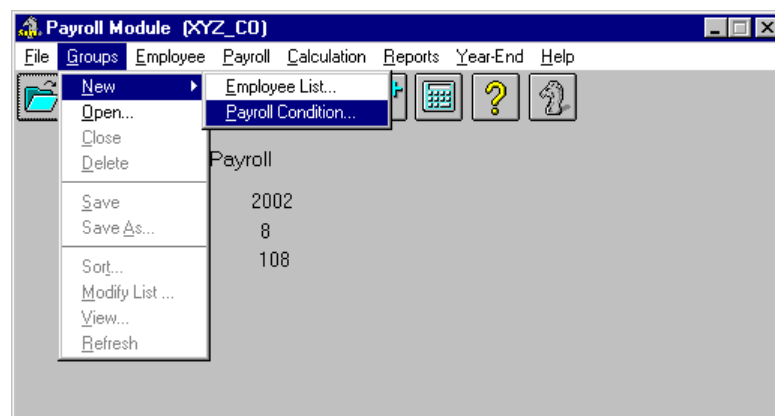 Payroll Module (XYZ_CO)
File Groups Employee Payroll Calculation Reports Year-End Help
New Employee List...
Open... Payroll Condition...
Close
Delete
Payroll
Save 2002
Save As... 8
Sort... 108
Modify List ...
View...
Refresh